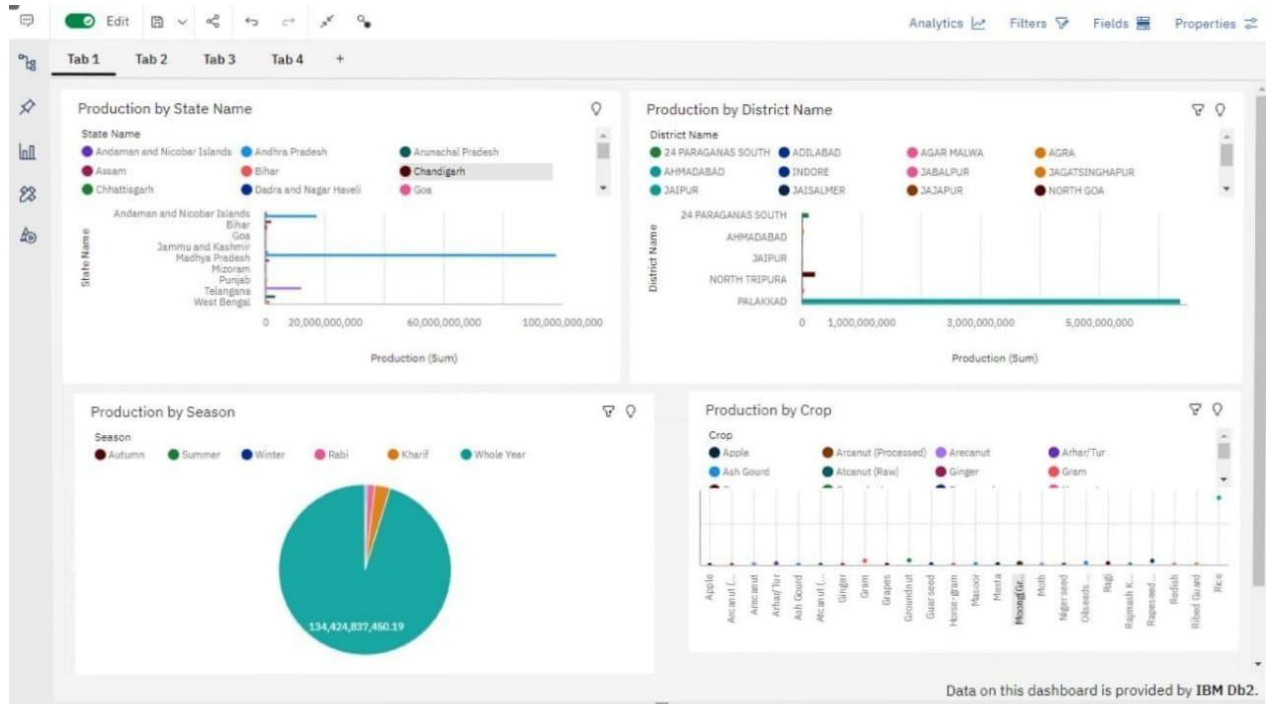 Edit
Analytics Filters Fields Properties
Tab 1 Tab 2 Tab 3 Tab 4 +
Production by State Name
State Name
Andaman and Nicobar Islands Andhra Pradesh Arunachal Pradesh
Assam Bihar Chandigarh
Chhattisgarh Dadra and Nagar Haveli Goa
State Name
Andaman and Nicobar Islands
Bihar
Goa
Jammu and Kashmir
Madhya Pradesh
Mizoram
Punjab
Telangana
West Bengal
0 20,000,000,000 60,000,000,000 100,000,000,000
Production (Sum)
Production by District Name
District Name
24 PARAGANAS SOUTH ADILABAD AGAR MALWA AGRA
AHMADABAD INDORE JABALPUR JAGATSINGHAPUR
JAIPUR JAISALMER JAJAPUR NORTH GOA
District Name
24 PARAGANAS SOUTH
AHMADABAD
JAIPUR
NORTH TRIPURA
PALAKKAD
0 1,000,000,000 3,000,000,000 5,000,000,000
Production (Sum)
Production by Season
Season
Autumn Summer Winter Rabi Kharif Whole Year
134,424,837,450.19
Production by Crop
Crop
Apple Arcanut (Processed) Arecanut Arhar/Tur
Ash Gourd Atcanut (Raw) Ginger Gram
Apple
Arcanut (...
Arecanut
Arhar/Tur
Ash Gourd
Atcanut (...
Ginger
Gram
Grapes
Groundnut
Guar seed
Horse-gram
Masoor
Mesta
Moong(Gr...
Moth
Niger seed
Oilseeds ...
Ragi
Rajmash K...
Rapeseed...
Redish
Ribed Guard
Rice
Data on this dashboard is provided by IBM Db2.